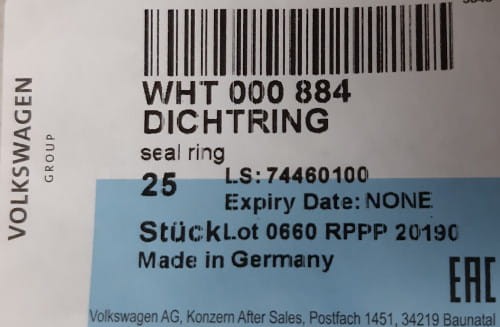 VOLKSWAGEN
GROUP
WHT 000 884
DICHTRING
seal ring
25 LS: 74460100
Expiry Date: NONE
Stück Lot 0660 RPPP 20190
Made in Germany
EAC
Volkswagen AG, Konzern After Sales, Postfach 1451, 34219 Baunatal